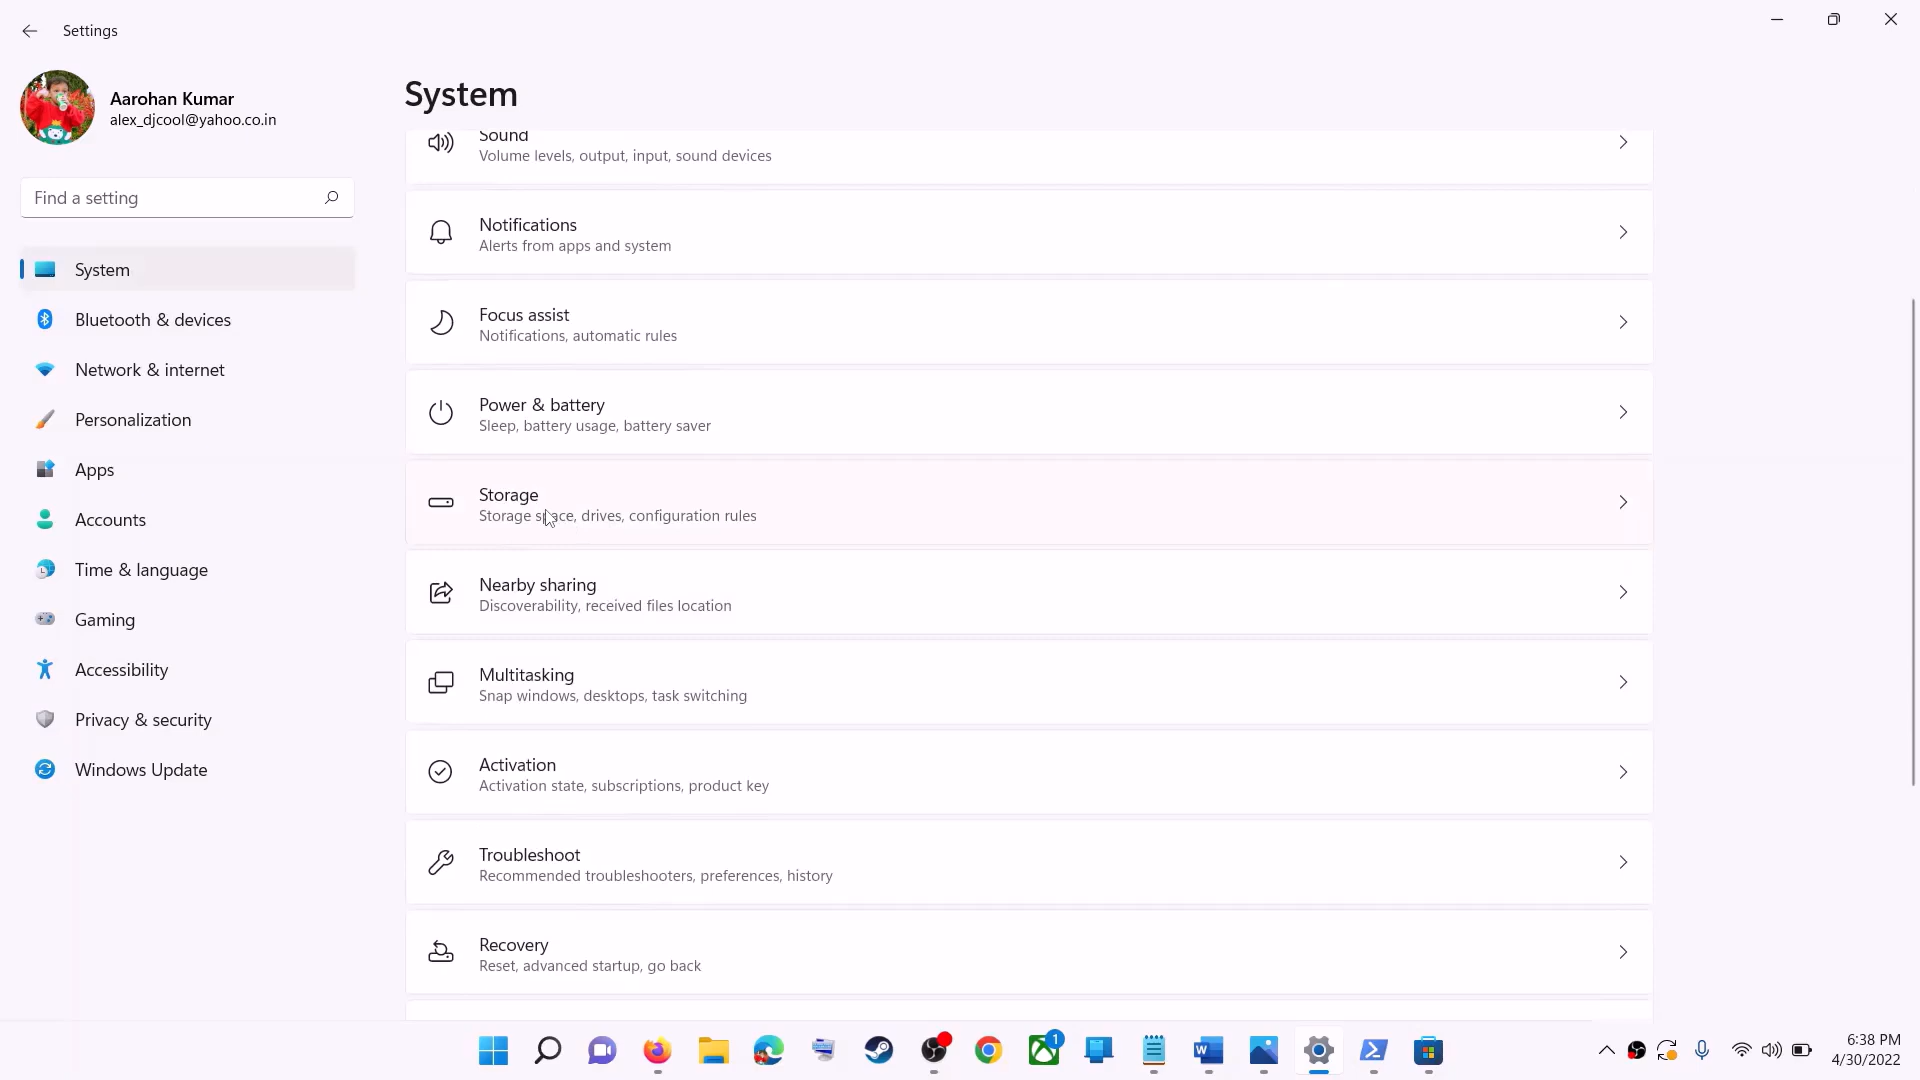 Settings
Aarohan Kumar
alex_djcool@yahoo.co.in
Find a setting
System
Bluetooth & devices
Network & internet
Personalization
Apps
Accounts
Time & language
Gaming
Accessibility
Privacy & security
Windows Update
System
Sound
Volume levels, output, input, sound devices
Notifications
Alerts from apps and system
Focus assist
Notifications, automatic rules
Power & battery
Sleep, battery usage, battery saver
Storage
Storage space, drives, configuration rules
Nearby sharing
Discoverability, received files location
Multitasking
Snap windows, desktops, task switching
Activation
Activation state, subscriptions, product key
Troubleshoot
Recommended troubleshooters, preferences, history
Recovery
Reset, advanced startup, go back
1
6:38 PM
4/30/2022